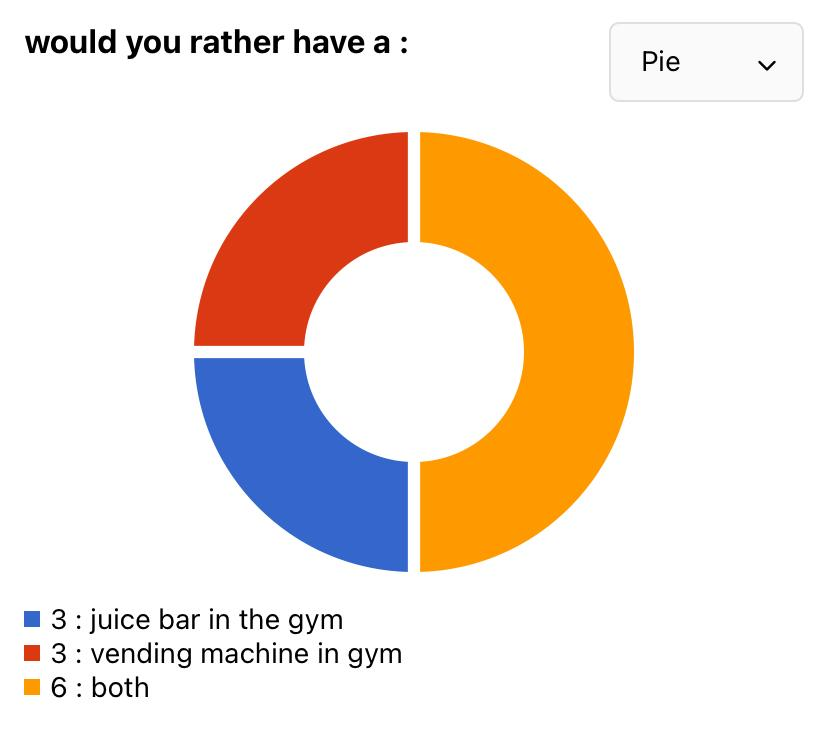 would you rather have a :
Pie
3 : juice bar in the gym
3 : vending machine in gym
6 : both